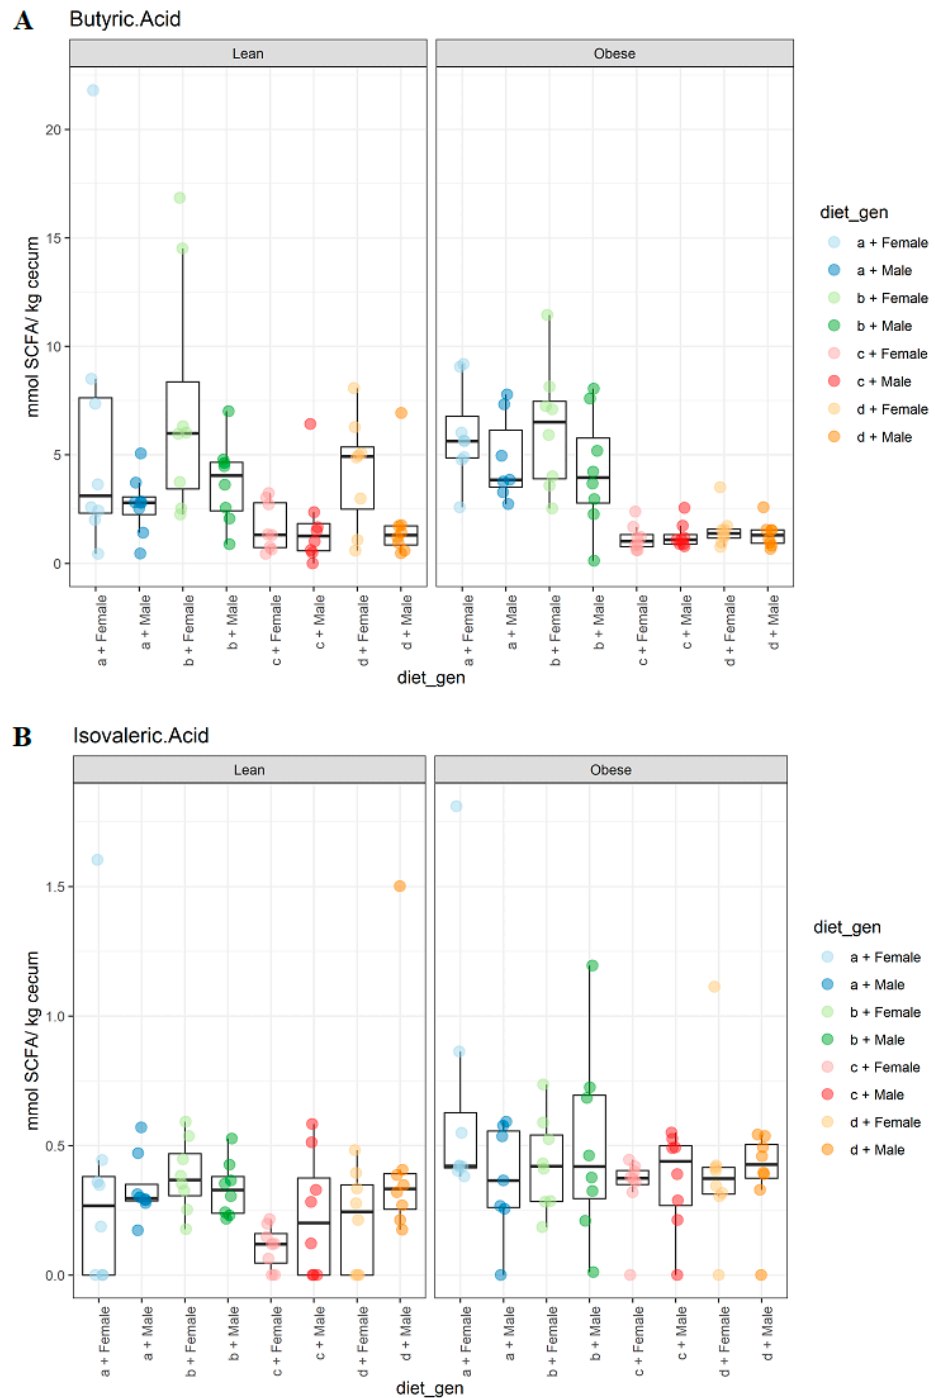 A Butyric.Acid
Lean Obese
mmol SCFA/ kg cecum
20
15
10
5
0
a + Female a + Male b + Female b + Male c + Female c + Male d + Female d + Male a + Female a + Male b + Female b + Male c + Female c + Male d + Female d + Male
diet_gen
diet_gen
a + Female
a + Male
b + Female
b + Male
c + Female
c + Male
d + Female
d + Male
B Isovaleric.Acid
Lean Obese
mmol SCFA/ kg cecum
1.5
1.0
0.5
0.0
a + Female a + Male b + Female b + Male c + Female c + Male d + Female d + Male a + Female a + Male b + Female b + Male c + Female c + Male d + Female d + Male
diet_gen
diet_gen
a + Female
a + Male
b + Female
b + Male
c + Female
c + Male
d + Female
d + Male